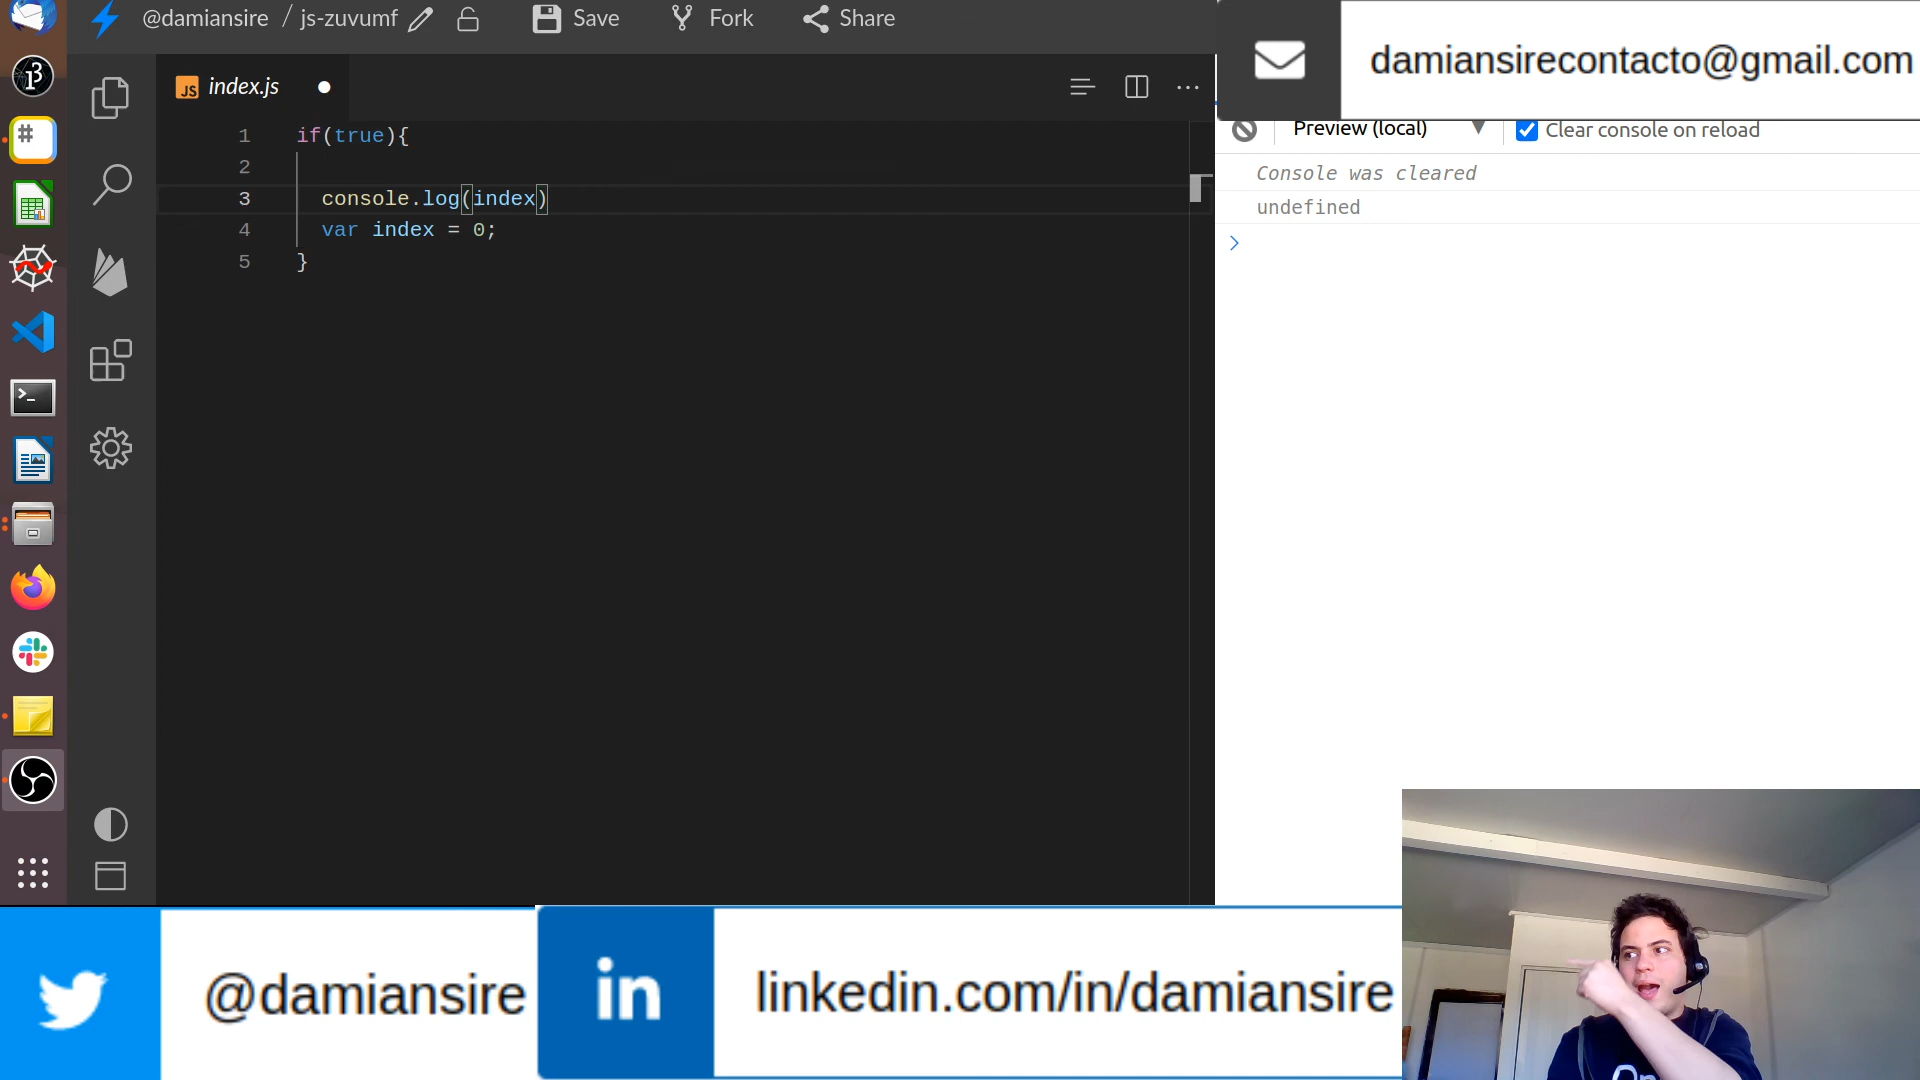 @damiansire / js-zuvumf Save Fork Share
damiansirecontacto@gmail.com
JS index.js
Preview (local) Clear console on reload
1 if(true){
2
3 console.log(index)
4 var index = 0;
5 }
Console was cleared
undefined
@damiansire
in linkedin.com/in/damiansire